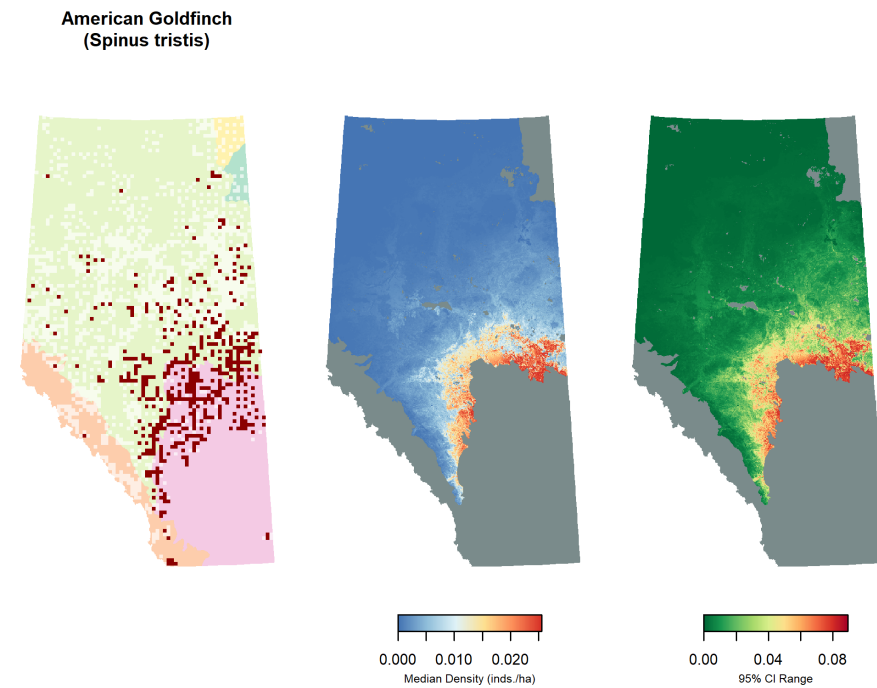 American Goldfinch
(Spinus tristis)
0.000 0.010 0.020
Median Density (inds./ha)
0.00 0.04 0.08
95% CI Range